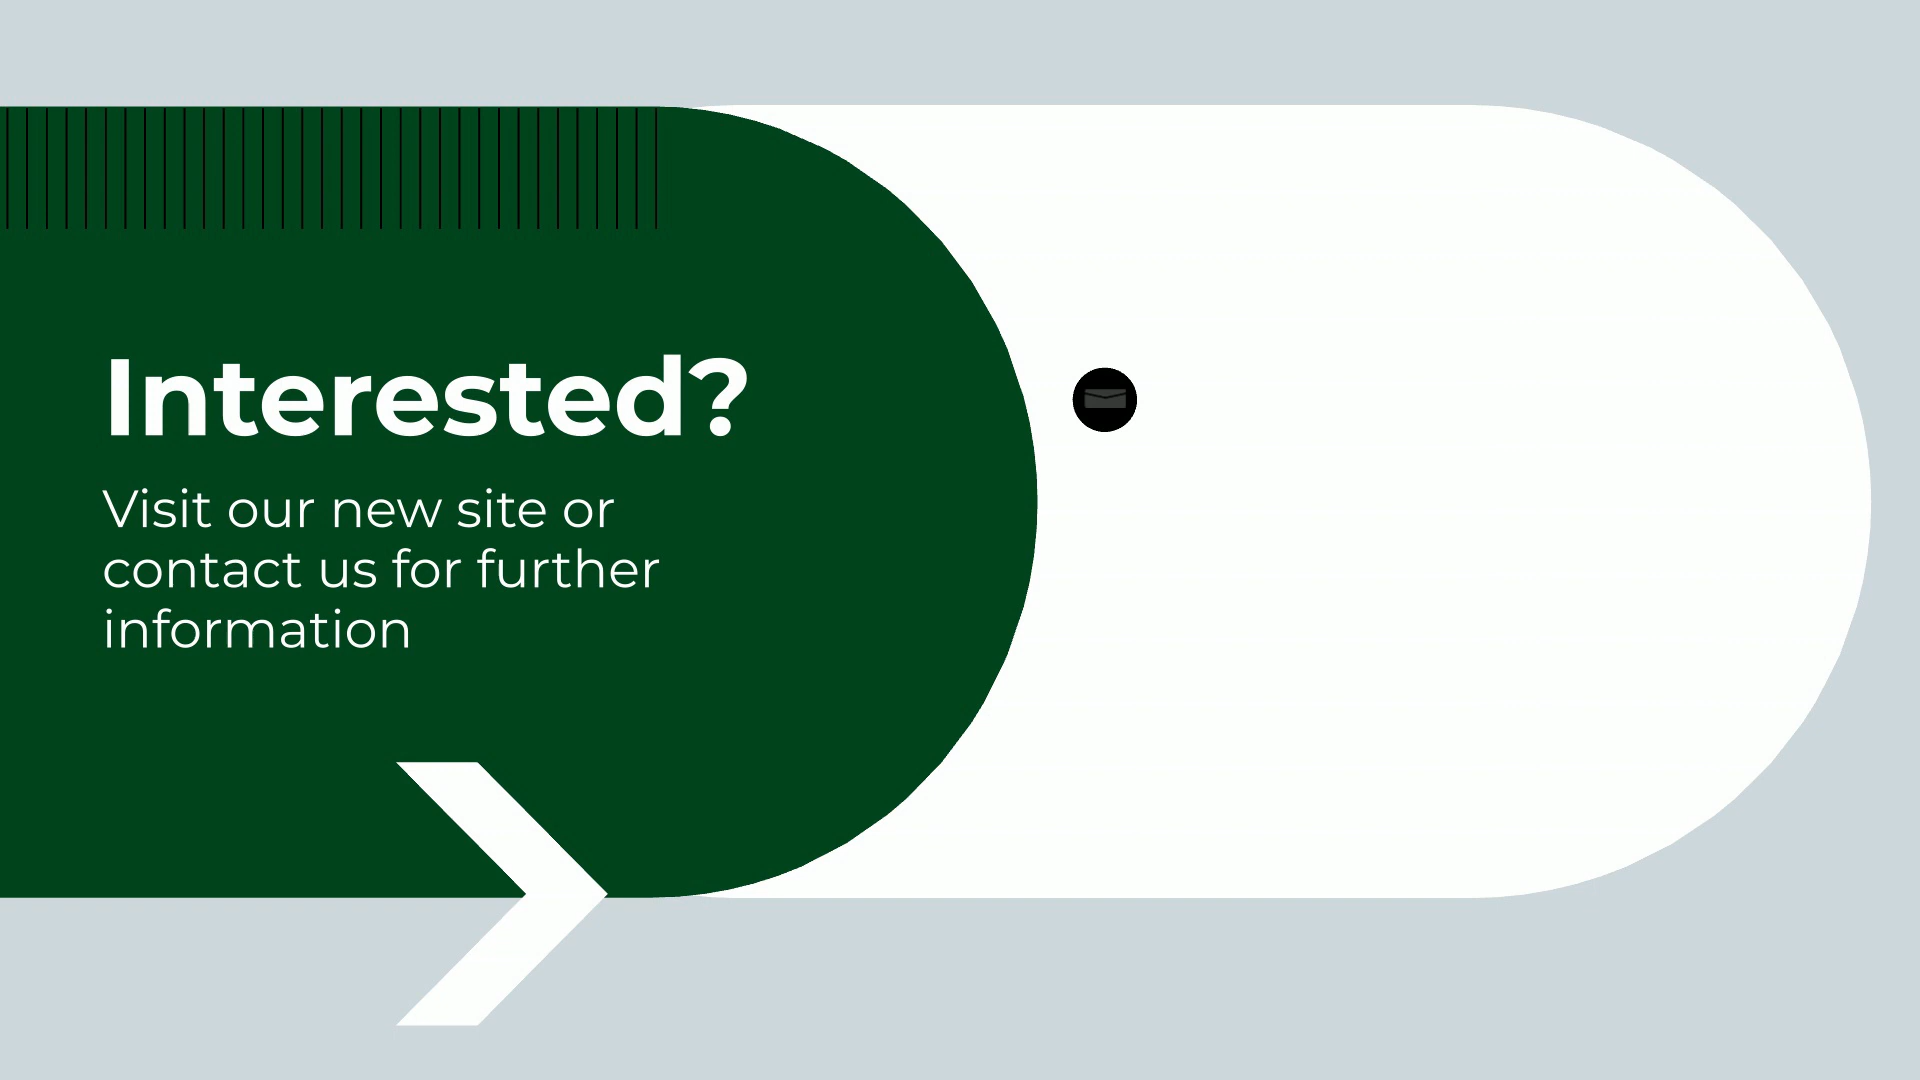 Interested?
Visit our new site or
contact us for further
information